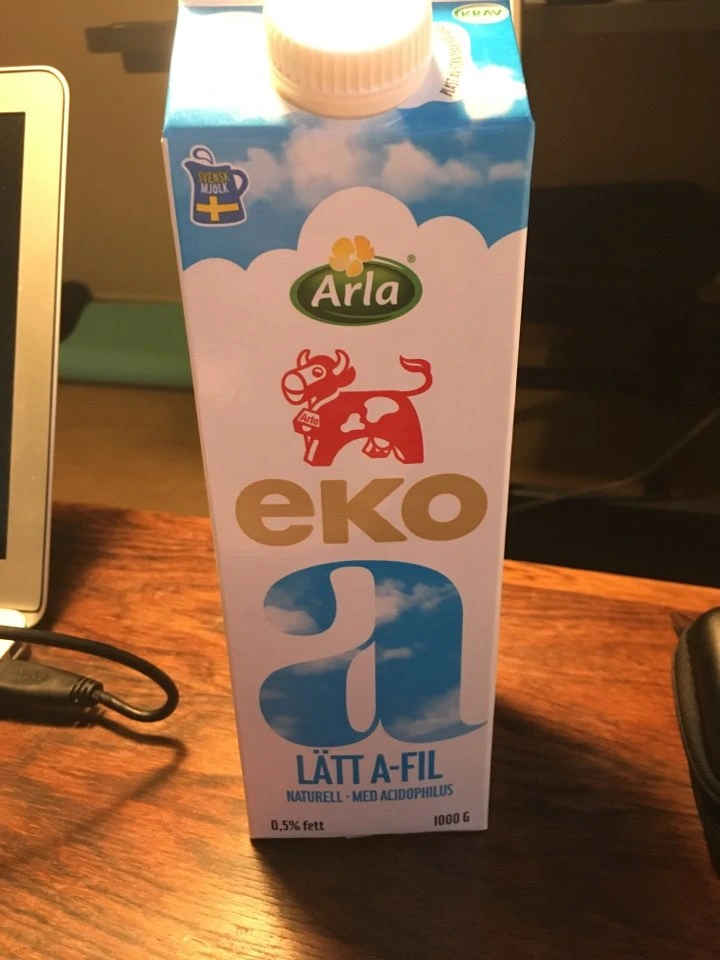 KRAV
SVENSK
MJÖLK
Arla®
Arla
eko
a
LÄTT A-FIL
NATURELL - MED ACIDOPHILUS
0,5% fett
1000 G